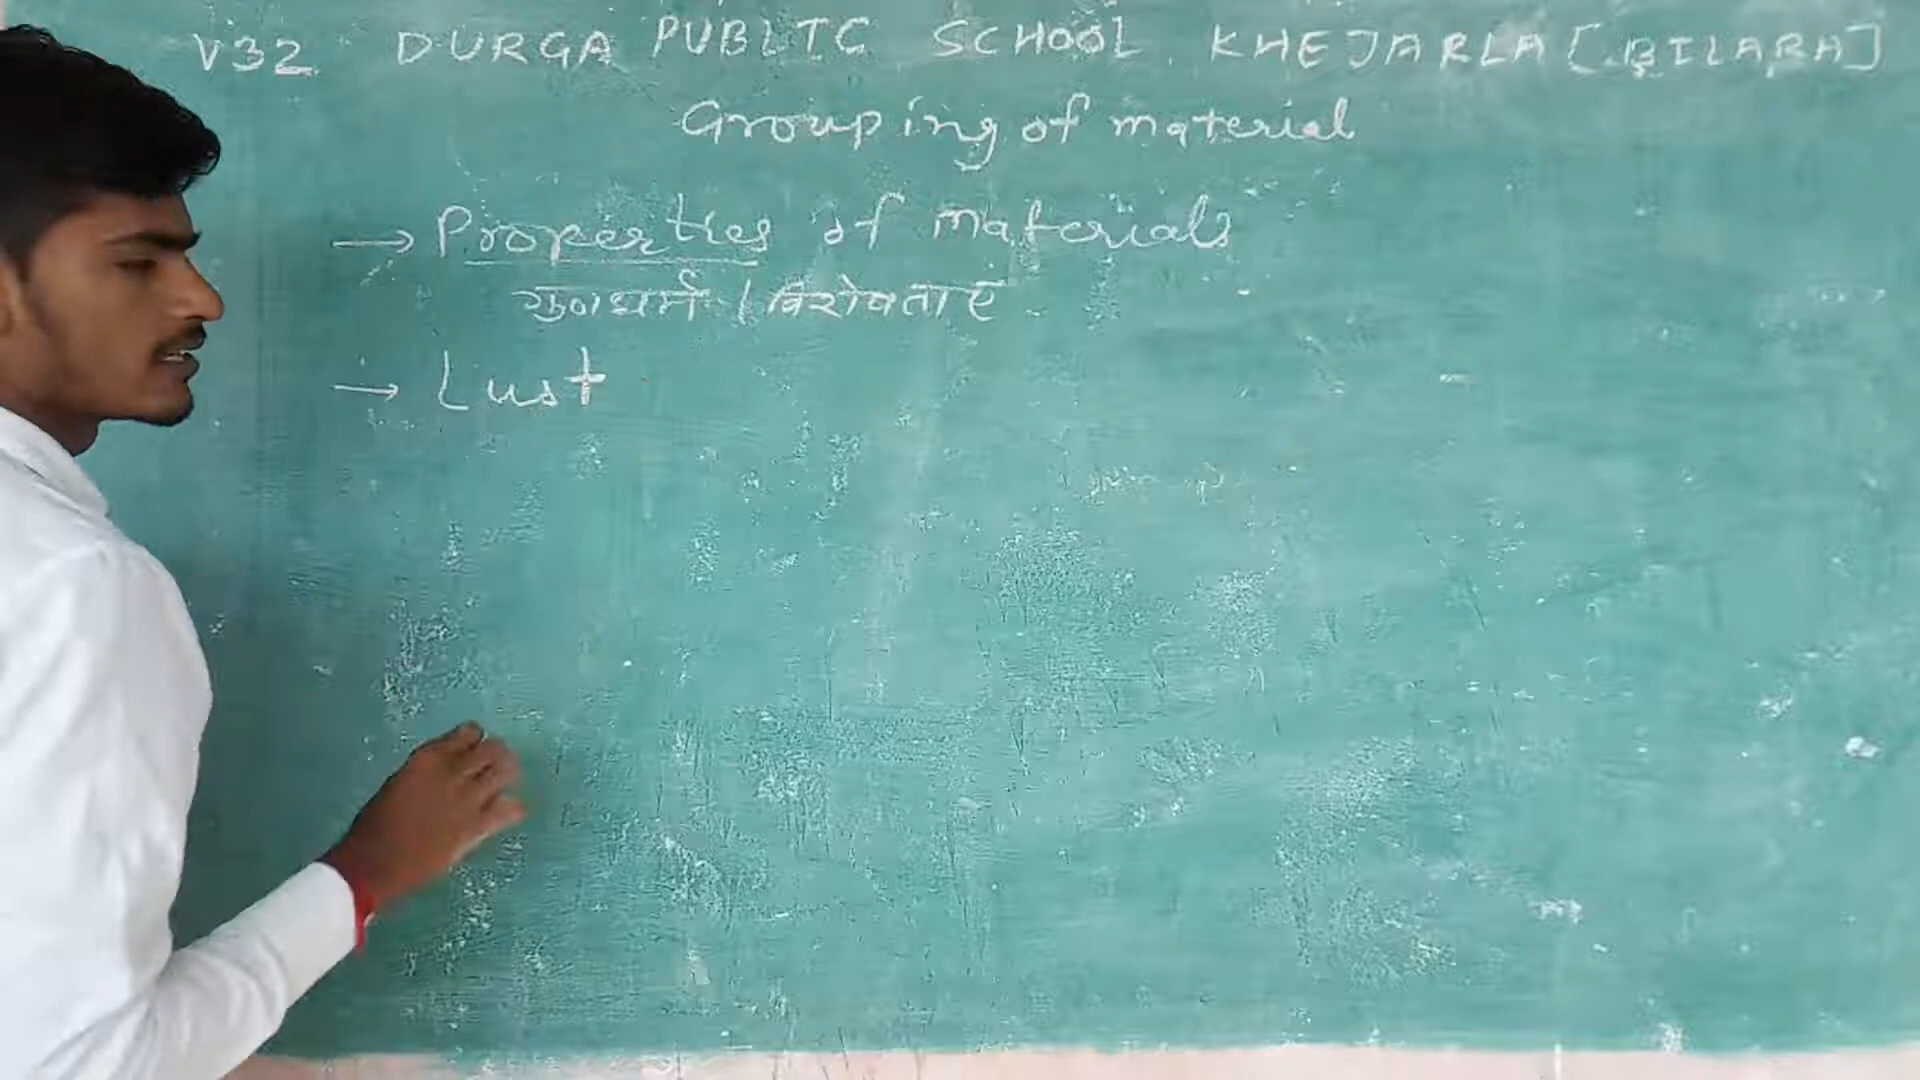 V32 DURGA PUBLIC SCHOOL KHEJARLA [BILARA]
Grouping of material
→ Properties of materials
गुणधर्म / विशेषताएं
→ Lust